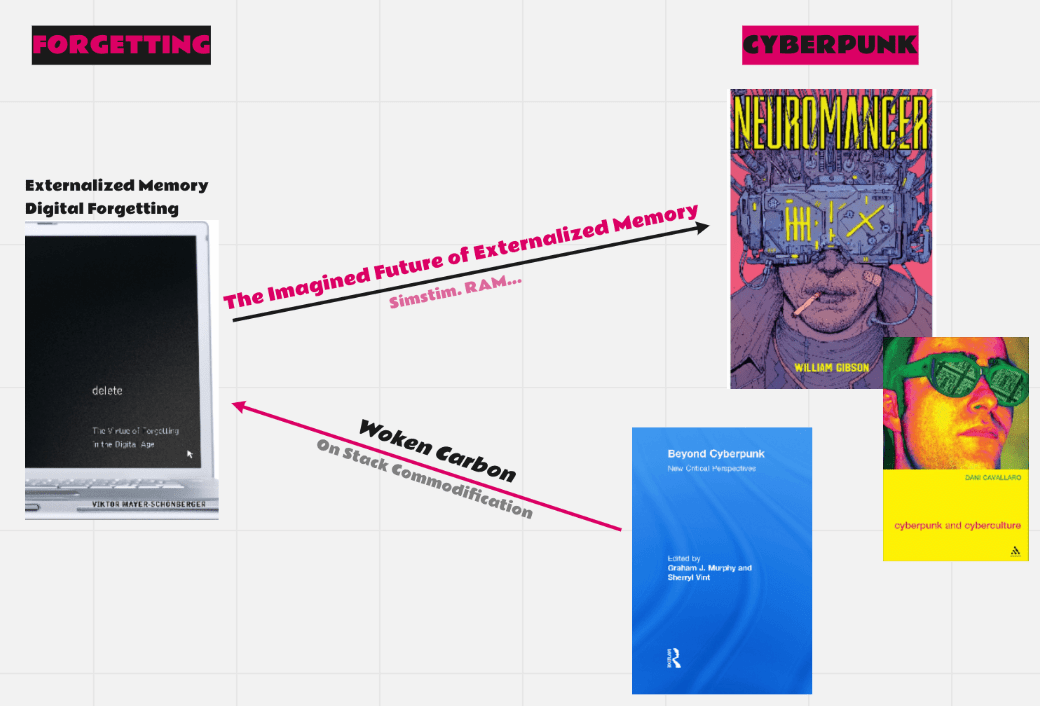 FORGETTING
CYBERPUNK
Externalized Memory
Digital Forgetting
delete
The Virtue of Forgetting
in the Digital Age
VIKTOR MAYER-SCHÖNBERGER
The Imagined Future of Externalized Memory
Simstim. RAM...
NEUROMANCER
WILLIAM GIBSON
Woken Carbon
On Stack Commodification
Beyond Cyberpunk
New Critical Perspectives
Edited by
Graham J. Murphy and
Sherryl Vint
DANI CAVALLARO
cyberpunk and cyberculture